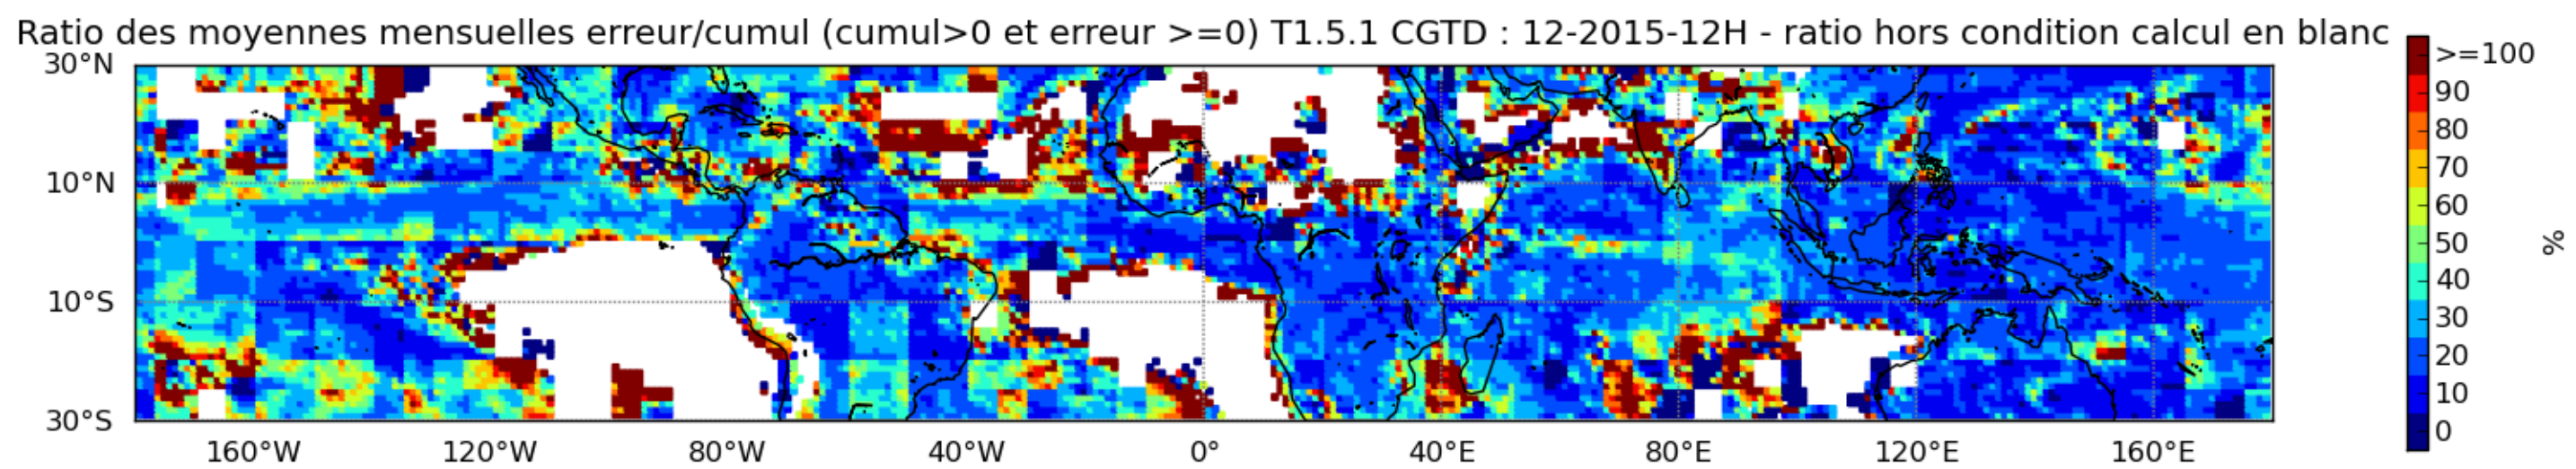 Ratio des moyennes mensuelles erreur/cumul (cumul>0 et erreur >=0) T1.5.1 CGTD : 12-2015-12H - ratio hors condition calcul en blanc
30°N
10°N
10°S
30°S
160°W 120°W 80°W 40°W 0° 40°E 80°E 120°E 160°E
>=100
90
80
70
60
50
40
30
20
10
0
%